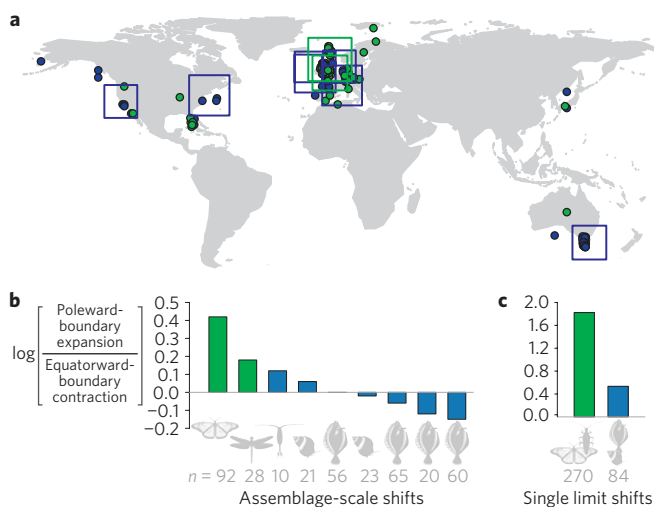 a
b
c
log
Poleward-
boundary
expansion
Equatorward-
boundary
contraction
0.5
0.4
0.3
0.2
0.1
0.0
−0.1
−0.2
n = 92 28 10 21 56 23 65 20 60
Assemblage-scale shifts
2.0
1.6
1.2
0.8
0.4
0.0
270 84
Single limit shifts